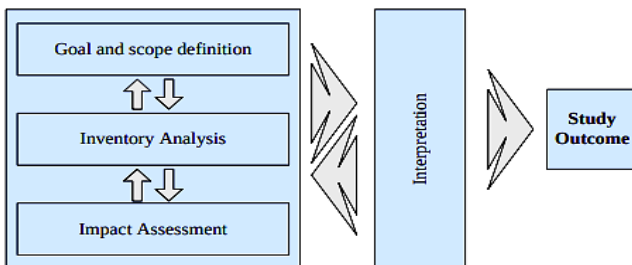 Goal and scope definition
Inventory Analysis
Impact Assessment
Interpretation
Study
Outcome